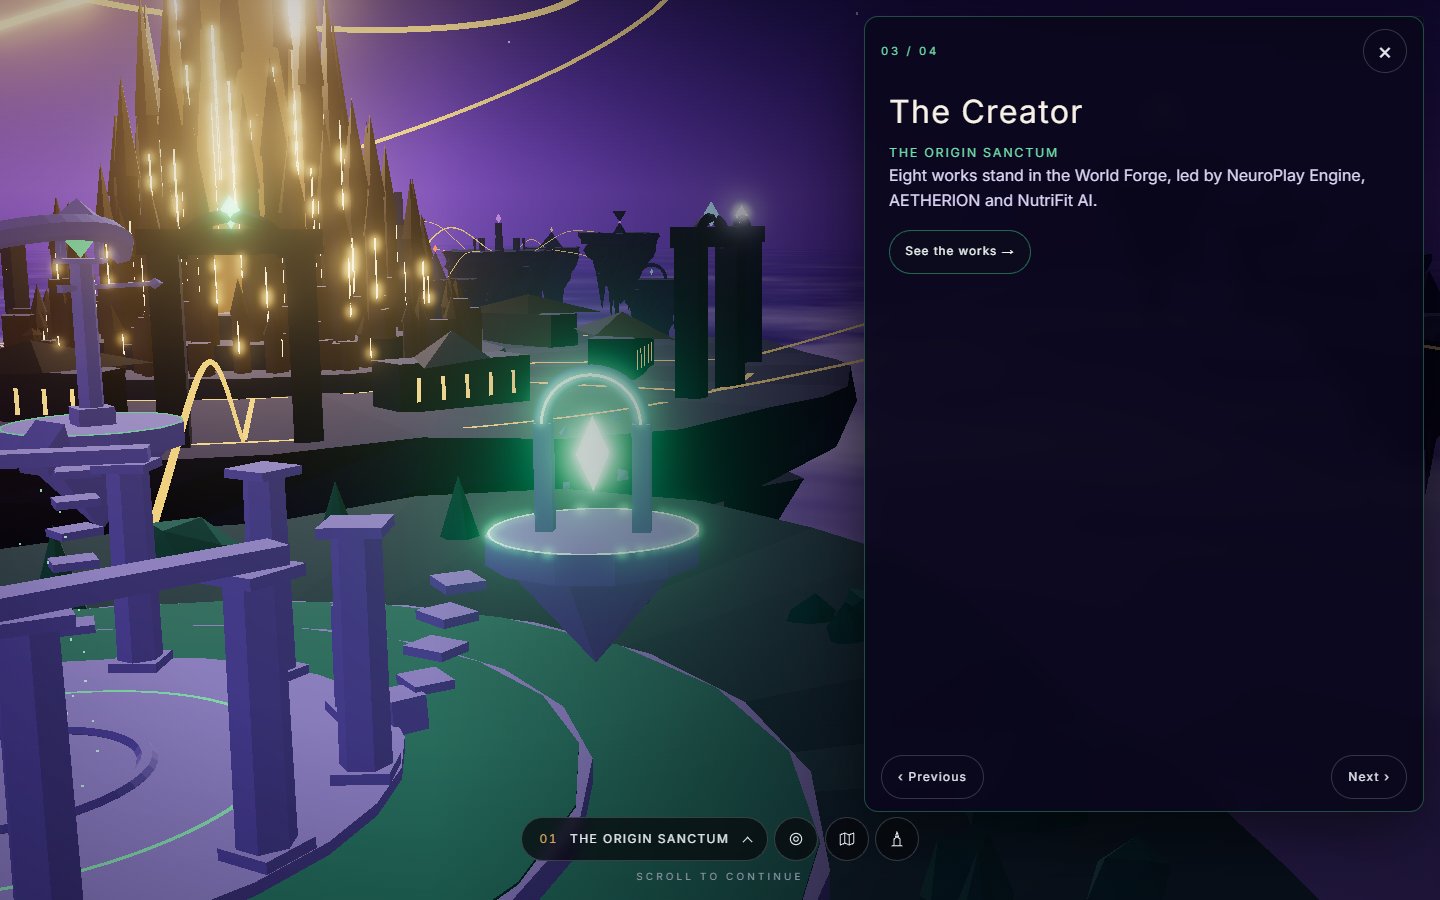 03 / 04
×
The Creator
THE ORIGIN SANCTUM
Eight works stand in the World Forge, led by NeuroPlay Engine,
AETHERION and NutriFit AI.
See the works →
‹ Previous
Next ›
01 THE ORIGIN SANCTUM
SCROLL TO CONTINUE